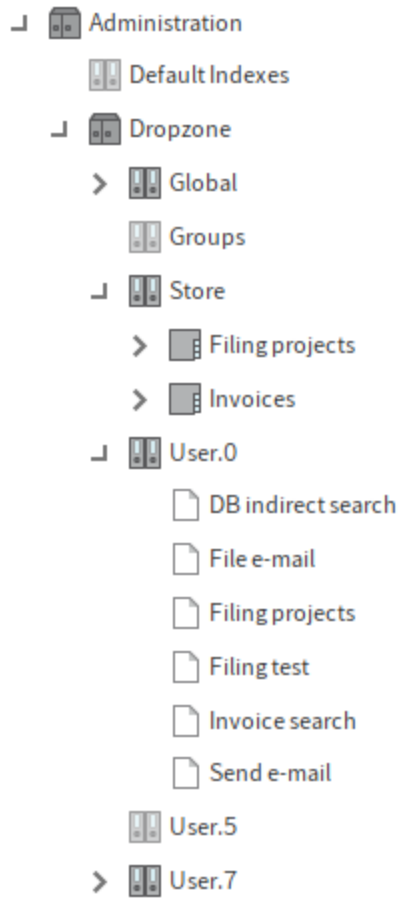 Administration
Default Indexes
Dropzone
Global
Groups
Store
Filing projects
Invoices
User.0
DB indirect search
File e-mail
Filing projects
Filing test
Invoice search
Send e-mail
User.5
User.7